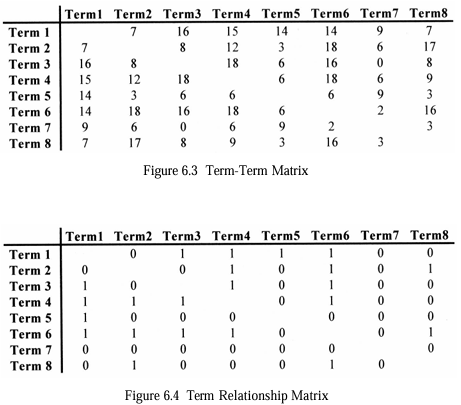 Term1 Term2 Term3 Term4 Term5 Term6 Term7 Term8
Term 1 7 16 15 14 14 9 7
Term 2 7 8 12 3 18 6 17
Term 3 16 8 18 6 16 0 8
Term 4 15 12 18 6 18 6 9
Term 5 14 3 6 6 6 9 3
Term 6 14 18 16 18 6 2 16
Term 7 9 6 0 6 9 2 3
Term 8 7 17 8 9 3 16 3
Figure 6.3 Term-Term Matrix
Term1 Term2 Term3 Term4 Term5 Term6 Term7 Term8
Term 1 0 1 1 1 1 0 0
Term 2 0 0 1 0 1 0 1
Term 3 1 0 1 0 1 0 0
Term 4 1 1 1 0 1 0 0
Term 5 1 0 0 0 0 0 0
Term 6 1 1 1 1 0 0 1
Term 7 0 0 0 0 0 0 0
Term 8 0 1 0 0 0 1 0
Figure 6.4 Term Relationship Matrix